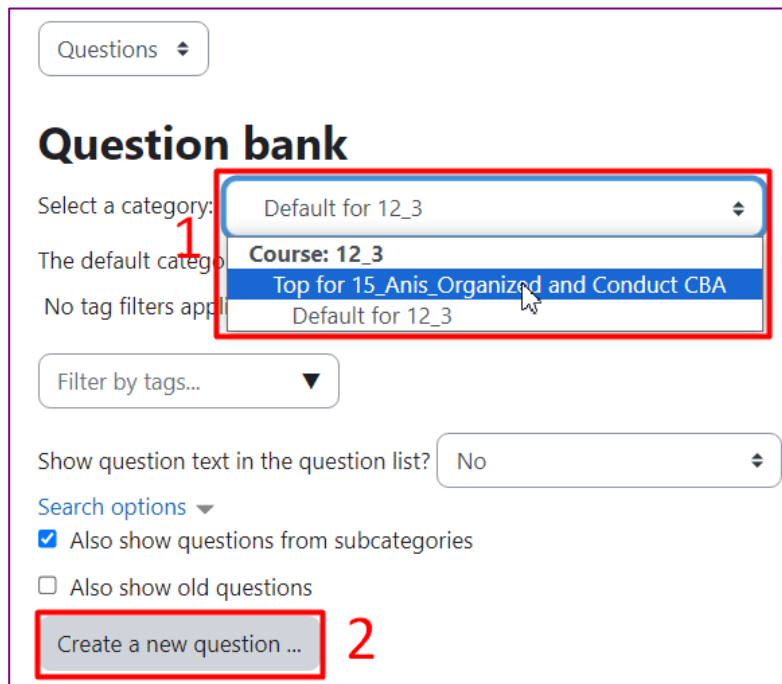 Questions
Question bank
Select a category: Default for 12_3
1
Course: 12_3
The default catego
Top for 15_Anis_Organized and Conduct CBA
No tag filters appli
Default for 12_3
Filter by tags...
Show question text in the question list? No
Search options
Also show questions from subcategories
Also show old questions
Create a new question ... 2